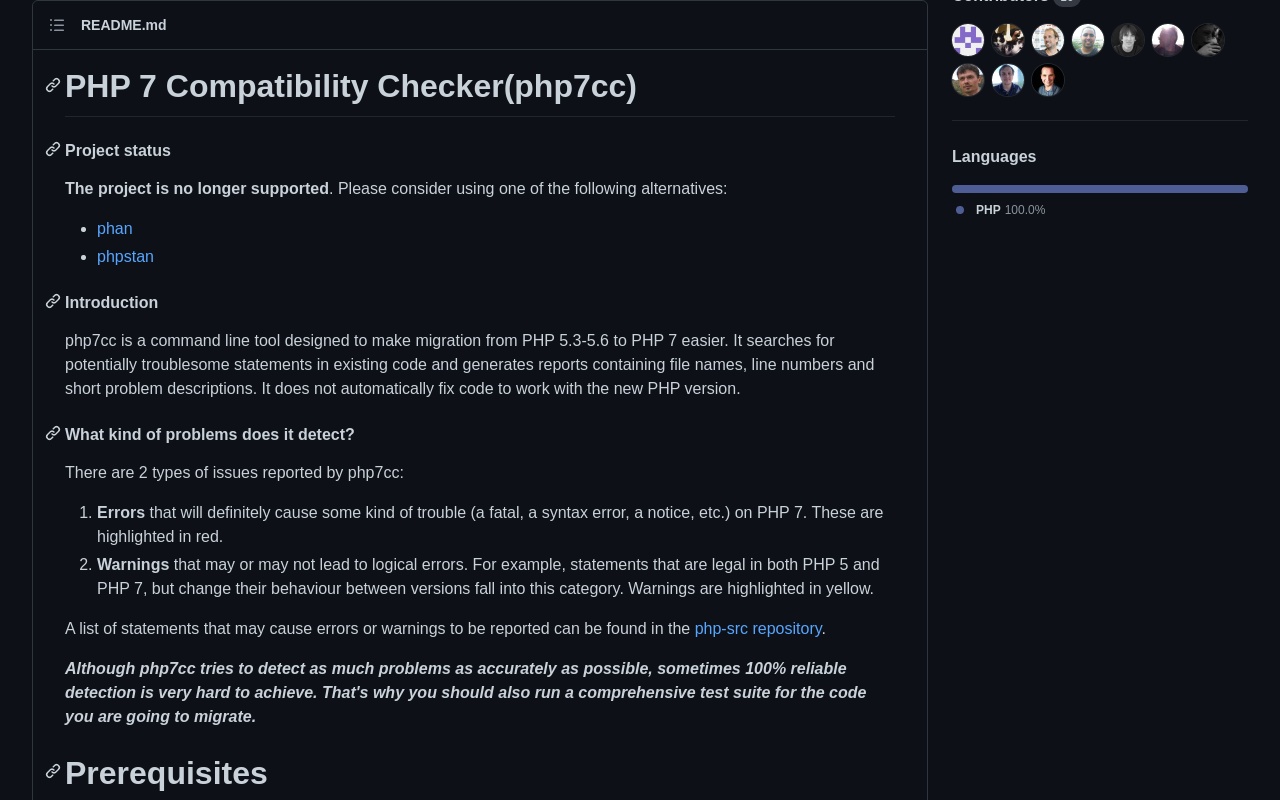 README.md
PHP 7 Compatibility Checker(php7cc)
Project status
The project is no longer supported. Please consider using one of the following alternatives:
phan
phpstan
Introduction
php7cc is a command line tool designed to make migration from PHP 5.3-5.6 to PHP 7 easier. It searches for
potentially troublesome statements in existing code and generates reports containing file names, line numbers and
short problem descriptions. It does not automatically fix code to work with the new PHP version.
What kind of problems does it detect?
There are 2 types of issues reported by php7cc:
1. Errors that will definitely cause some kind of trouble (a fatal, a syntax error, a notice, etc.) on PHP 7. These are
highlighted in red.
2. Warnings that may or may not lead to logical errors. For example, statements that are legal in both PHP 5 and
PHP 7, but change their behaviour between versions fall into this category. Warnings are highlighted in yellow.
A list of statements that may cause errors or warnings to be reported can be found in the php-src repository.
Although php7cc tries to detect as much problems as accurately as possible, sometimes 100% reliable
detection is very hard to achieve. That's why you should also run a comprehensive test suite for the code
you are going to migrate.
Prerequisites
Contributors
Languages
PHP 100.0%